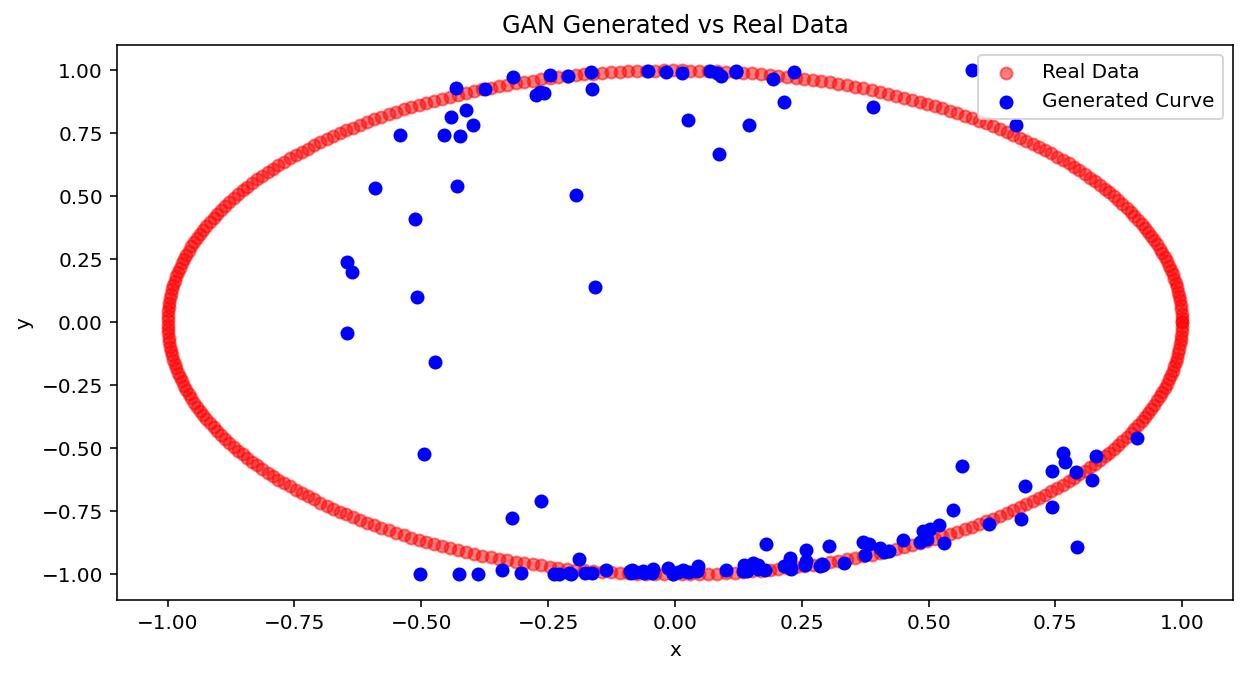 GAN Generated vs Real Data
1.00
0.75
0.50
0.25
0.00
−0.25
−0.50
−0.75
−1.00
y
Real Data
Generated Curve
−1.00 −0.75 −0.50 −0.25 0.00 0.25 0.50 0.75 1.00
x